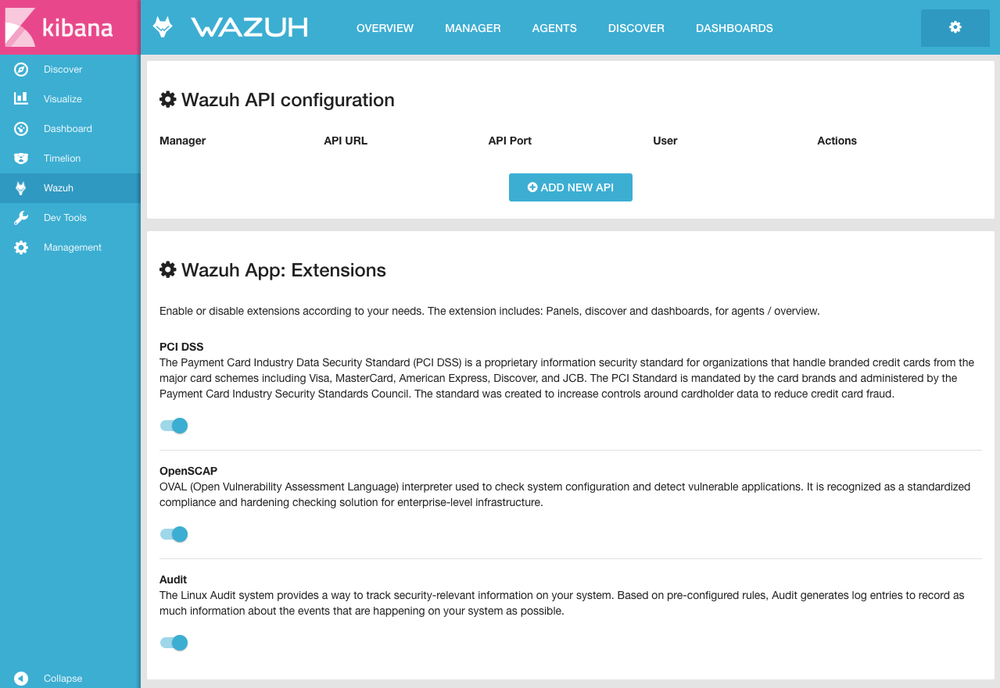 kibana
WAZUH
OVERVIEW MANAGER AGENTS DISCOVER DASHBOARDS
Discover
Visualize
Dashboard
Timelion
Wazuh
Dev Tools
Management
Collapse
Wazuh API configuration
Manager API URL API Port User Actions
ADD NEW API
Wazuh App: Extensions
Enable or disable extensions according to your needs. The extension includes: Panels, discover and dashboards, for agents / overview.
PCI DSS
The Payment Card Industry Data Security Standard (PCI DSS) is a proprietary information security standard for organizations that handle branded credit cards from the
major card schemes including Visa, MasterCard, American Express, Discover, and JCB. The PCI Standard is mandated by the card brands and administered by the
Payment Card Industry Security Standards Council. The standard was created to increase controls around cardholder data to reduce credit card fraud.
OpenSCAP
OVAL (Open Vulnerability Assessment Language) interpreter used to check system configuration and detect vulnerable applications. It is recognized as a standardized
compliance and hardening checking solution for enterprise-level infrastructure.
Audit
The Linux Audit system provides a way to track security-relevant information on your system. Based on pre-configured rules, Audit generates log entries to record as
much information about the events that are happening on your system as possible.